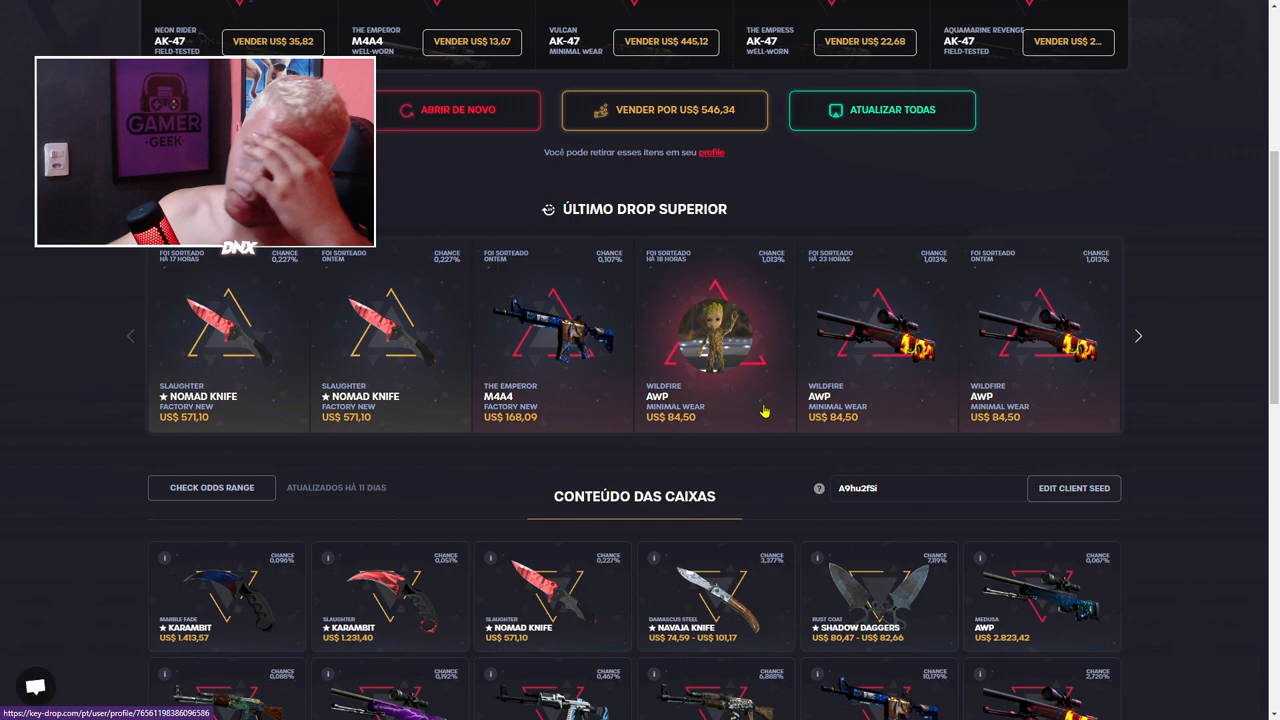 NEON RIDER
AK-47
FIELD-TESTED
VENDER US$ 35,82
THE EMPEROR
M4A4
WELL-WORN
VENDER US$ 13,67
VULCAN
AK-47
MINIMAL WEAR
VENDER US$ 445,12
THE EMPRESS
AK-47
WELL-WORN
VENDER US$ 22,68
AQUAMARINE REVENGE
AK-47
FIELD-TESTED
VENDER US$ 2...
GAMER
GEEK
DNX
ABRIR DE NOVO
VENDER POR US$ 546,34
ATUALIZAR TODAS
Você pode retirar esses itens em seu profile
ÚLTIMO DROP SUPERIOR
FOI SORTEADO
HÁ 17 HORAS
CHANCE
0,227%
SLAUGHTER
★ NOMAD KNIFE
FACTORY NEW
US$ 571,10
FOI SORTEADO
ONTEM
CHANCE
0,227%
SLAUGHTER
★ NOMAD KNIFE
FACTORY NEW
US$ 571,10
FOI SORTEADO
ONTEM
CHANCE
0,107%
THE EMPEROR
M4A4
FACTORY NEW
US$ 168,09
FOI SORTEADO
HÁ 18 HORAS
CHANCE
1,013%
WILDFIRE
AWP
MINIMAL WEAR
US$ 84,50
FOI SORTEADO
HÁ 23 HORAS
CHANCE
1,013%
WILDFIRE
AWP
MINIMAL WEAR
US$ 84,50
FOI SORTEADO
ONTEM
CHANCE
1,013%
WILDFIRE
AWP
MINIMAL WEAR
US$ 84,50
CHECK ODDS RANGE
ATUALIZADOS HÁ 11 DIAS
CONTEÚDO DAS CAIXAS
A9hu2fSi
EDIT CLIENT SEED
CHANCE
0,096%
MARBLE FADE
★ KARAMBIT
US$ 1.413,57
CHANCE
0,051%
SLAUGHTER
★ KARAMBIT
US$ 1.231,40
CHANCE
0,227%
SLAUGHTER
★ NOMAD KNIFE
US$ 571,10
CHANCE
3,377%
DAMASCUS STEEL
★ NAVAJA KNIFE
US$ 74,59 - US$ 101,17
CHANCE
7,119%
RUST COAT
★ SHADOW DAGGERS
US$ 80,47 - US$ 82,66
CHANCE
0,067%
MEDUSA
AWP
US$ 2.823,42
CHANCE
0,088%
CHANCE
0,192%
CHANCE
0,467%
CHANCE
6,888%
CHANCE
10,179%
CHANCE
2,720%
https://key-drop.com/pt/user/profile/76561198386096586